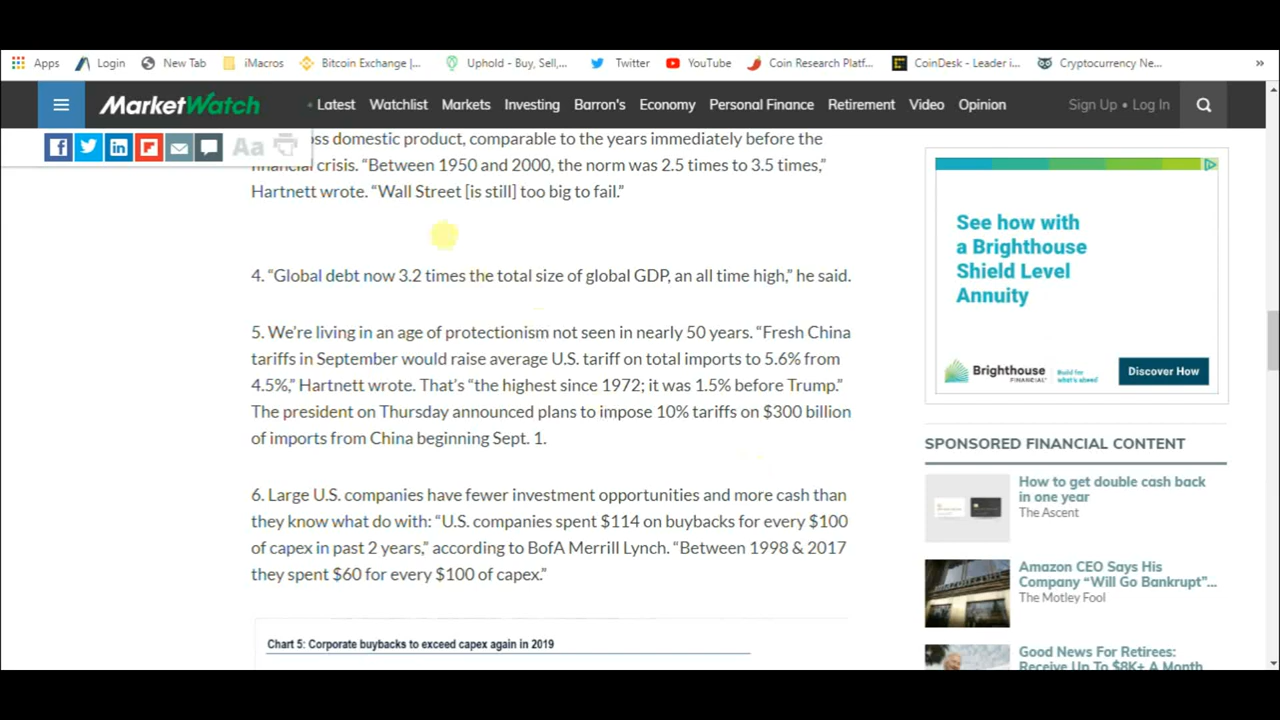 Apps
Login
New Tab
iMacros
Bitcoin Exchange |...
Uphold - Buy, Sell,...
Twitter
YouTube
Coin Research Platf...
CoinDesk - Leader i...
Cryptocurrency Ne...
»
MarketWatch
Latest
Watchlist
Markets
Investing
Barron's
Economy
Personal Finance
Retirement
Video
Opinion
Sign Up • Log In
Aa
domestic product, comparable to the years immediately before the
financial crisis. “Between 1950 and 2000, the norm was 2.5 times to 3.5 times,”
Hartnett wrote. “Wall Street [is still] too big to fail.”
4. “Global debt now 3.2 times the total size of global GDP, an all time high,” he said.
5. We’re living in an age of protectionism not seen in nearly 50 years. “Fresh China
tariffs in September would raise average U.S. tariff on total imports to 5.6% from
4.5%,” Hartnett wrote. That’s “the highest since 1972; it was 1.5% before Trump.”
The president on Thursday announced plans to impose 10% tariffs on $300 billion
of imports from China beginning Sept. 1.
6. Large U.S. companies have fewer investment opportunities and more cash than
they know what do with: “U.S. companies spent $114 on buybacks for every $100
of capex in past 2 years,” according to BofA Merrill Lynch. “Between 1998 & 2017
they spent $60 for every $100 of capex.”
Chart 5: Corporate buybacks to exceed capex again in 2019
See how with
a Brighthouse
Shield Level
Annuity
Brighthouse
FINANCIAL
Build for
what's ahead
Discover How
SPONSORED FINANCIAL CONTENT
How to get double cash back
in one year
The Ascent
Amazon CEO Says His
Company “Will Go Bankrupt”...
The Motley Fool
Good News For Retirees:
Receive Up To $8K+ A Month